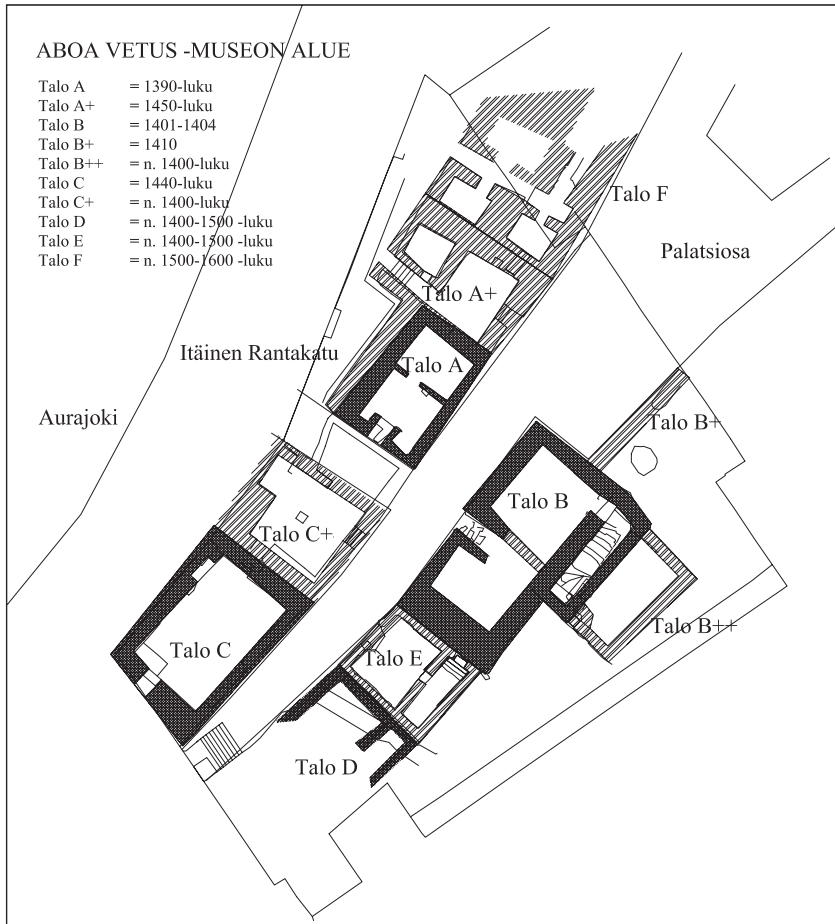 ABOA VETUS -MUSEON ALUE
Talo A = 1390-luku
Talo A+ = 1450-luku
Talo B = 1401-1404
Talo B+ = 1410
Talo B++ = n. 1400-luku
Talo C = 1440-luku
Talo C+ = n. 1400-luku
Talo D = n. 1400-1500 -luku
Talo E = n. 1400-1500 -luku
Talo F = n. 1500-1600 -luku
Talo F
Palatsiosa
Talo A+
Itäinen Rantakatu
Talo A
Aurajoki
Talo B+
Talo B
Talo C+
Talo B++
Talo C
Talo E
Talo D